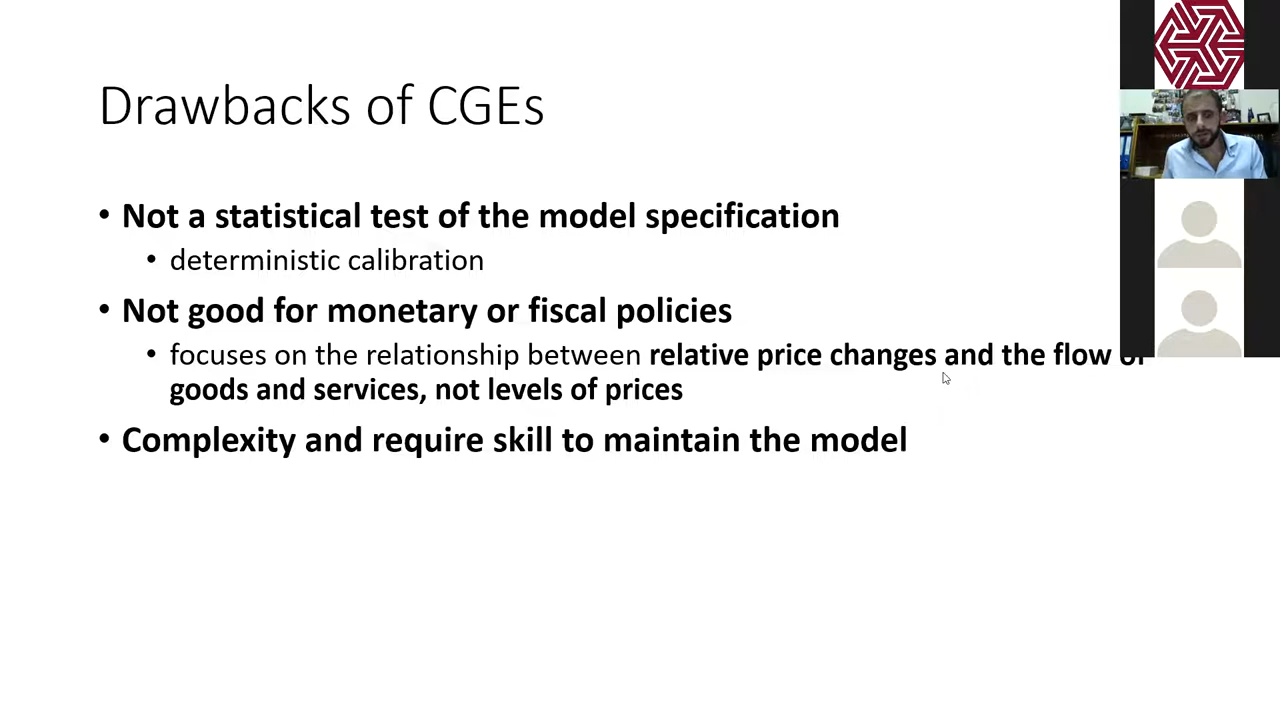 Drawbacks of CGEs
• Not a statistical test of the model specification
• deterministic calibration
• Not good for monetary or fiscal policies
• focuses on the relationship between relative price changes and the flow of
goods and services, not levels of prices
• Complexity and require skill to maintain the model